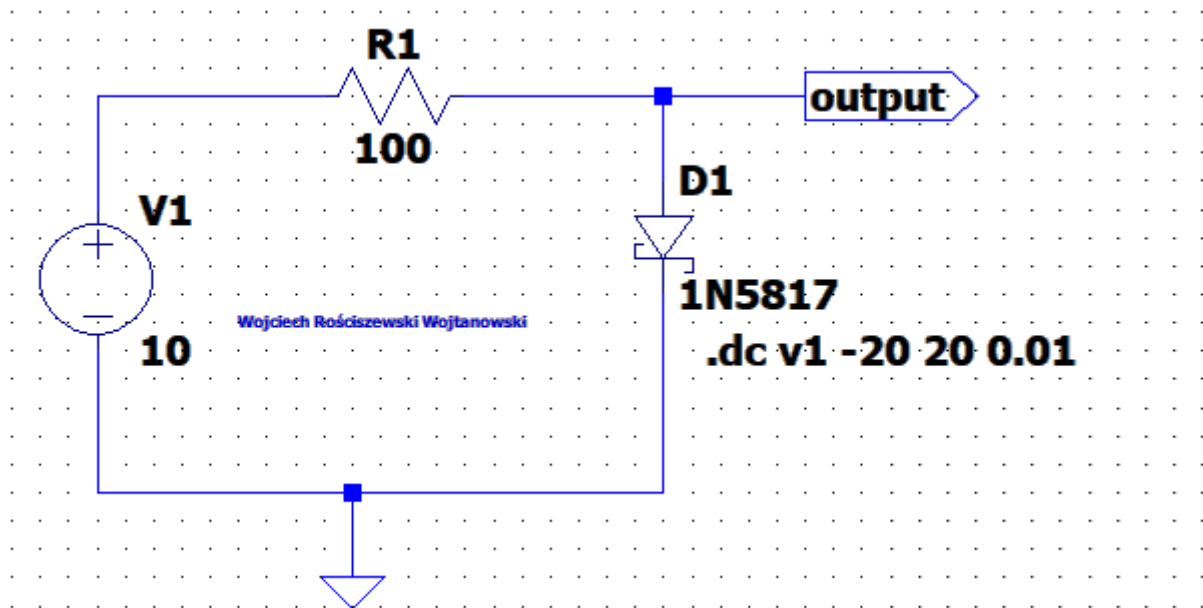 R1
100
output
D1
V1
1N5817
Wojciech Rościszewski Wojtanowski
10
.dc v1 -20 20 0.01